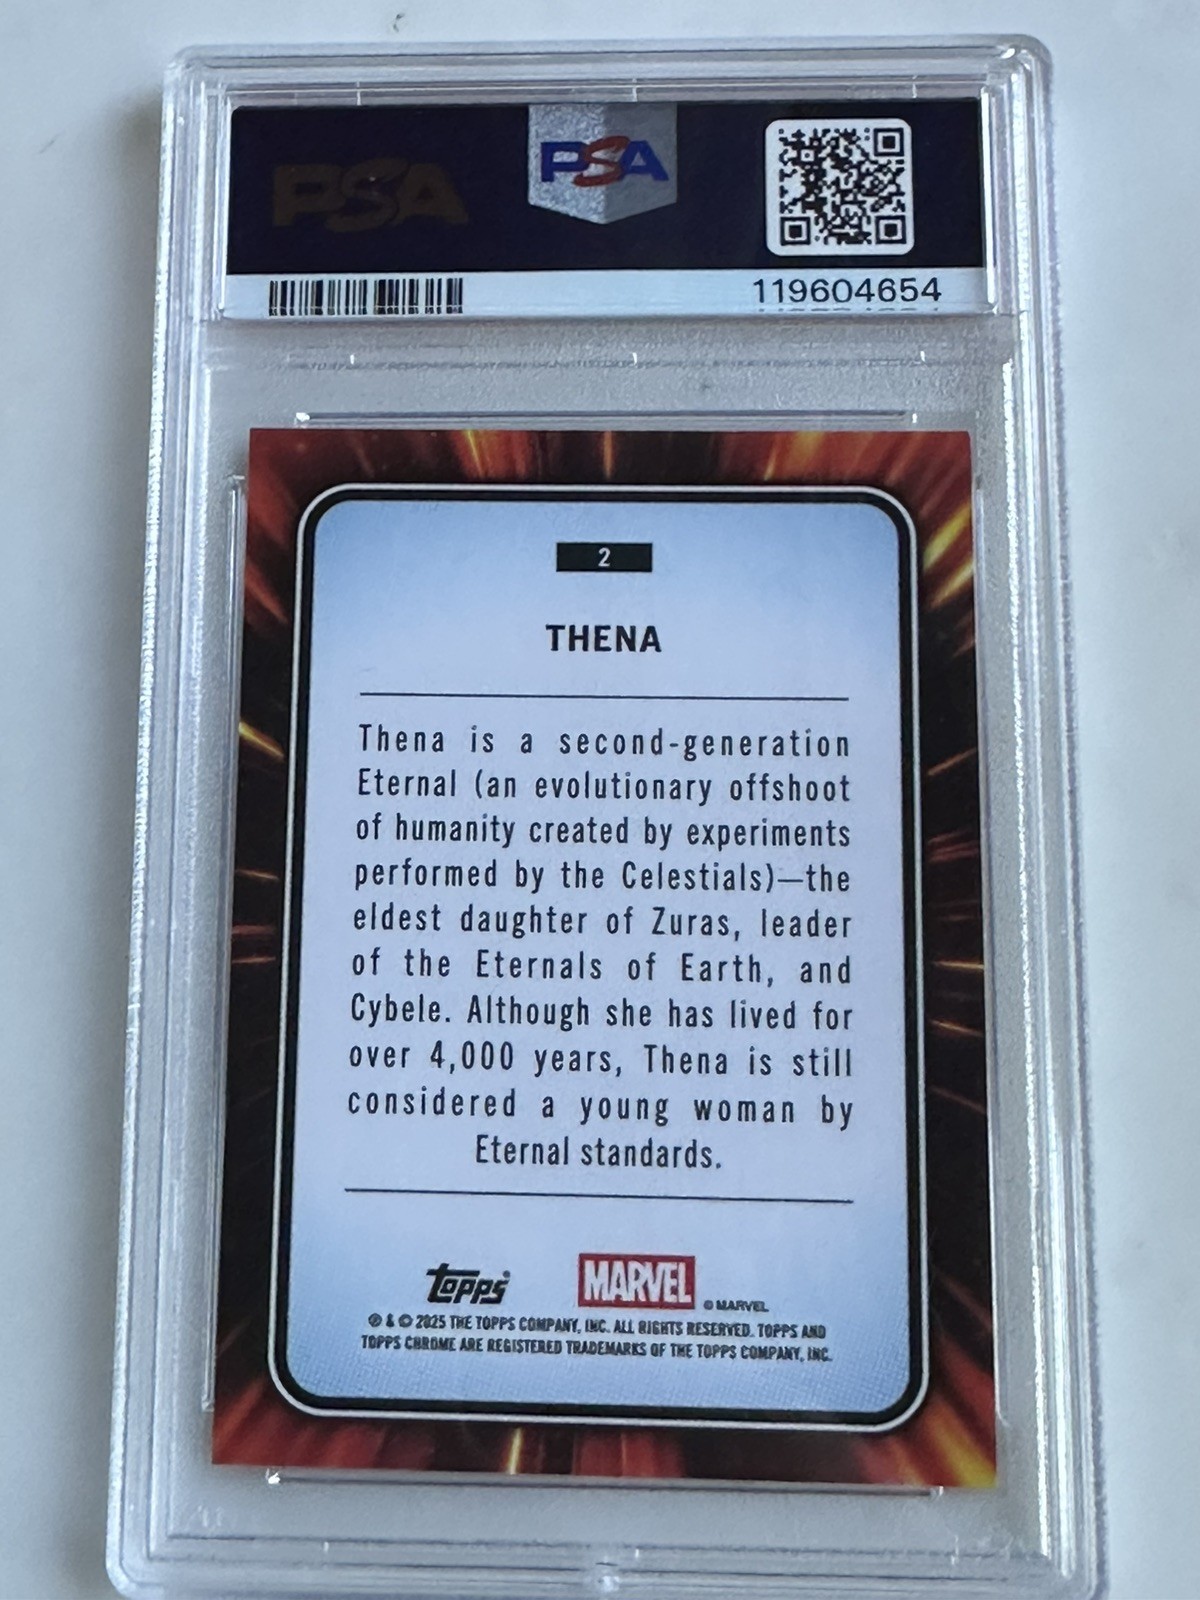 PSA PSA
119604654
2
THENA
Thena is a second-generation
Eternal (an evolutionary offshoot
of humanity created by experiments
performed by the Celestials)—the
eldest daughter of Zuras, leader
of the Eternals of Earth, and
Cybele. Although she has lived for
over 4,000 years, Thena is still
considered a young woman by
Eternal standards.
topps MARVEL © MARVEL
℗ & © 2025 THE TOPPS COMPANY, INC. ALL RIGHTS RESERVED. TOPPS AND
TOPPS CHROME ARE REGISTERED TRADEMARKS OF THE TOPPS COMPANY, INC.